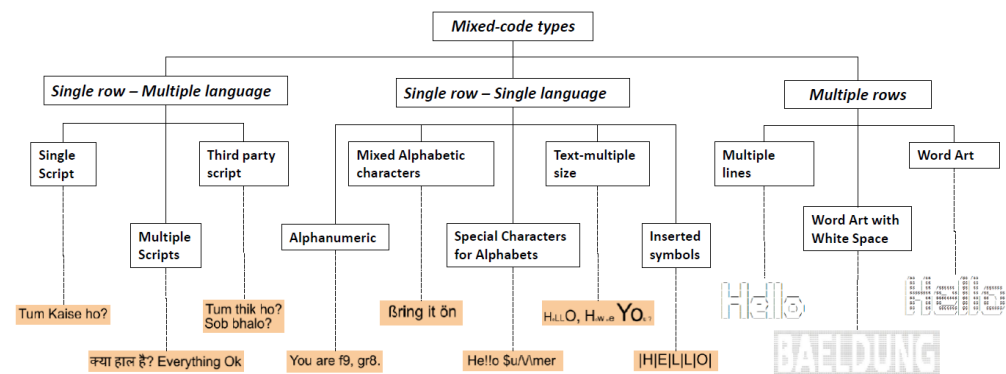 Mixed-code types
Single row – Multiple language
Single row – Single language
Multiple rows
Single
Script
Third party
script
Mixed Alphabetic
characters
Text-multiple
size
Multiple
lines
Word Art
Multiple
Scripts
Alphanumeric
Special Characters
for Alphabets
Inserted
symbols
Word Art with
White Space
Tum Kaise ho?
Tum thik ho?
Sob bhalo?
ßring it ön
Hello
Hello
क्या हाल है? Everything Ok
You are f9, gr8.
He!!o $u/\/\mer
|H|E|L|L|O|
BAELDUNG